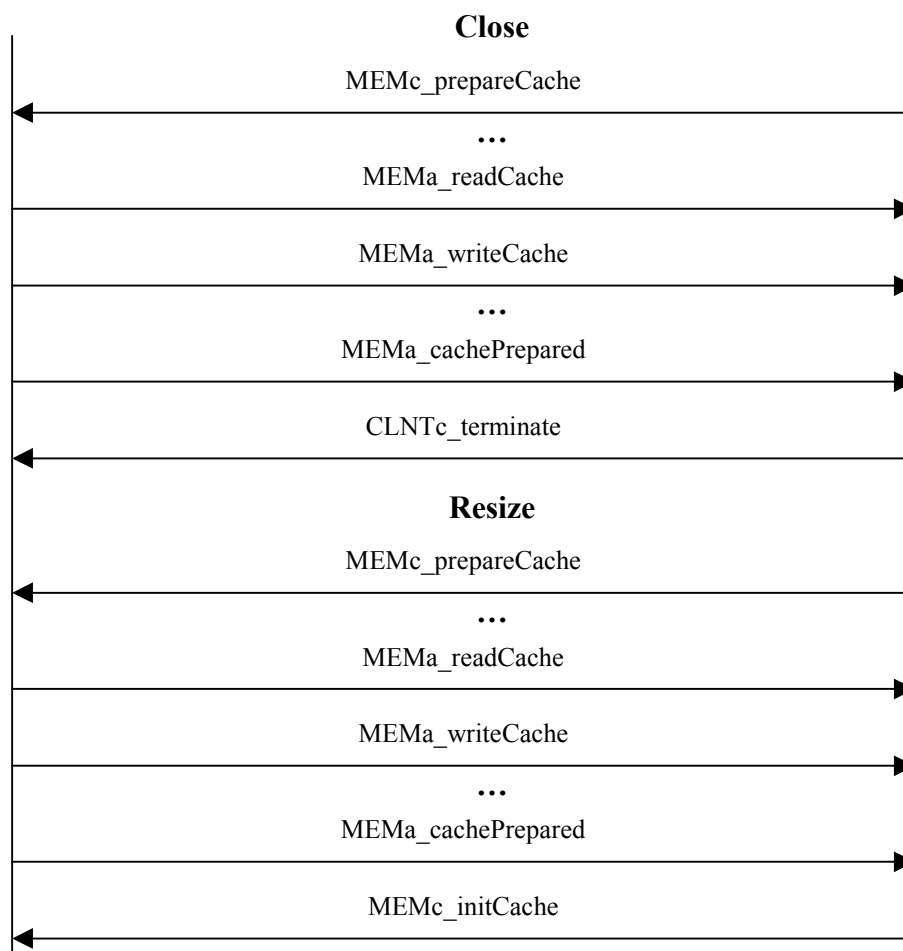 Close
MEMc_prepareCache
...
MEMa_readCache
MEMa_writeCache
...
MEMa_cachePrepared
CLNTc_terminate
Resize
MEMc_prepareCache
...
MEMa_readCache
MEMa_writeCache
...
MEMa_cachePrepared
MEMc_initCache